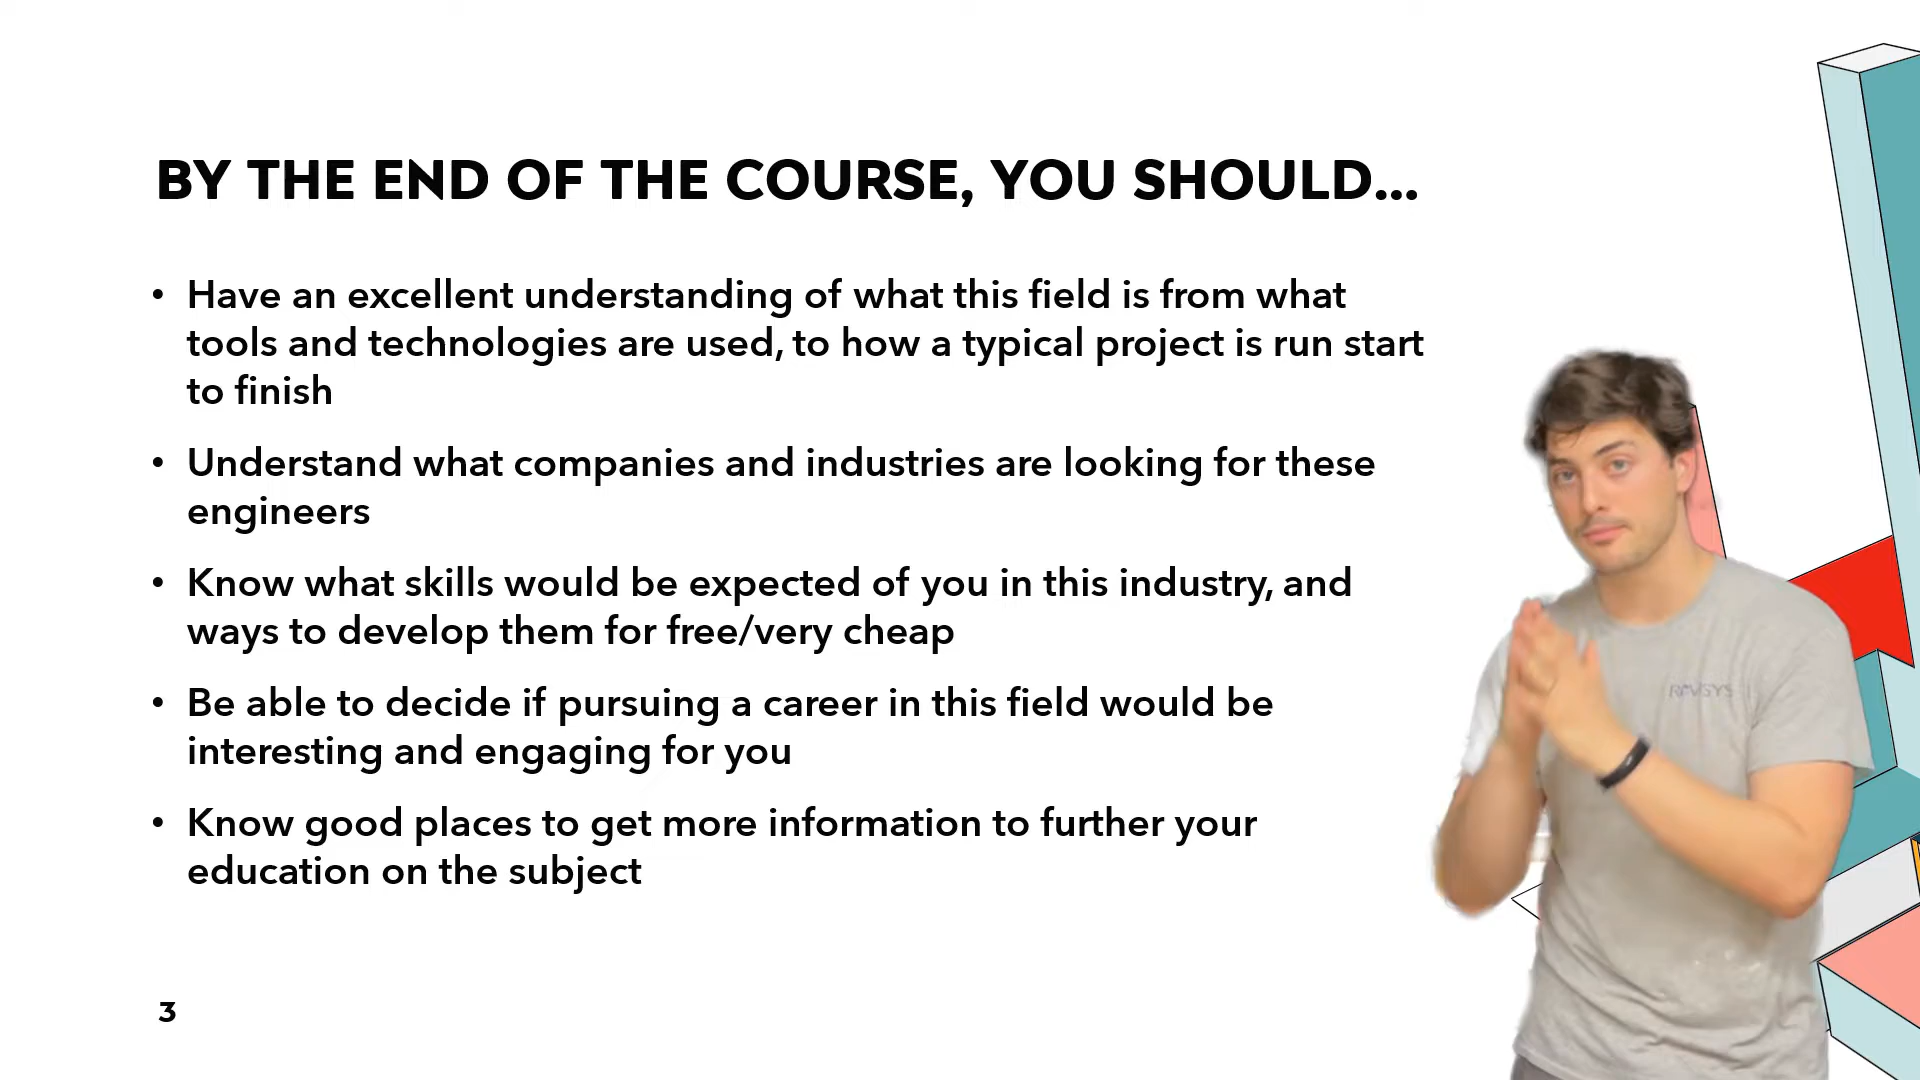 BY THE END OF THE COURSE, YOU SHOULD...
• Have an excellent understanding of what this field is from what
tools and technologies are used, to how a typical project is run start
to finish
• Understand what companies and industries are looking for these
engineers
• Know what skills would be expected of you in this industry, and
ways to develop them for free/very cheap
• Be able to decide if pursuing a career in this field would be
interesting and engaging for you
• Know good places to get more information to further your
education on the subject
3